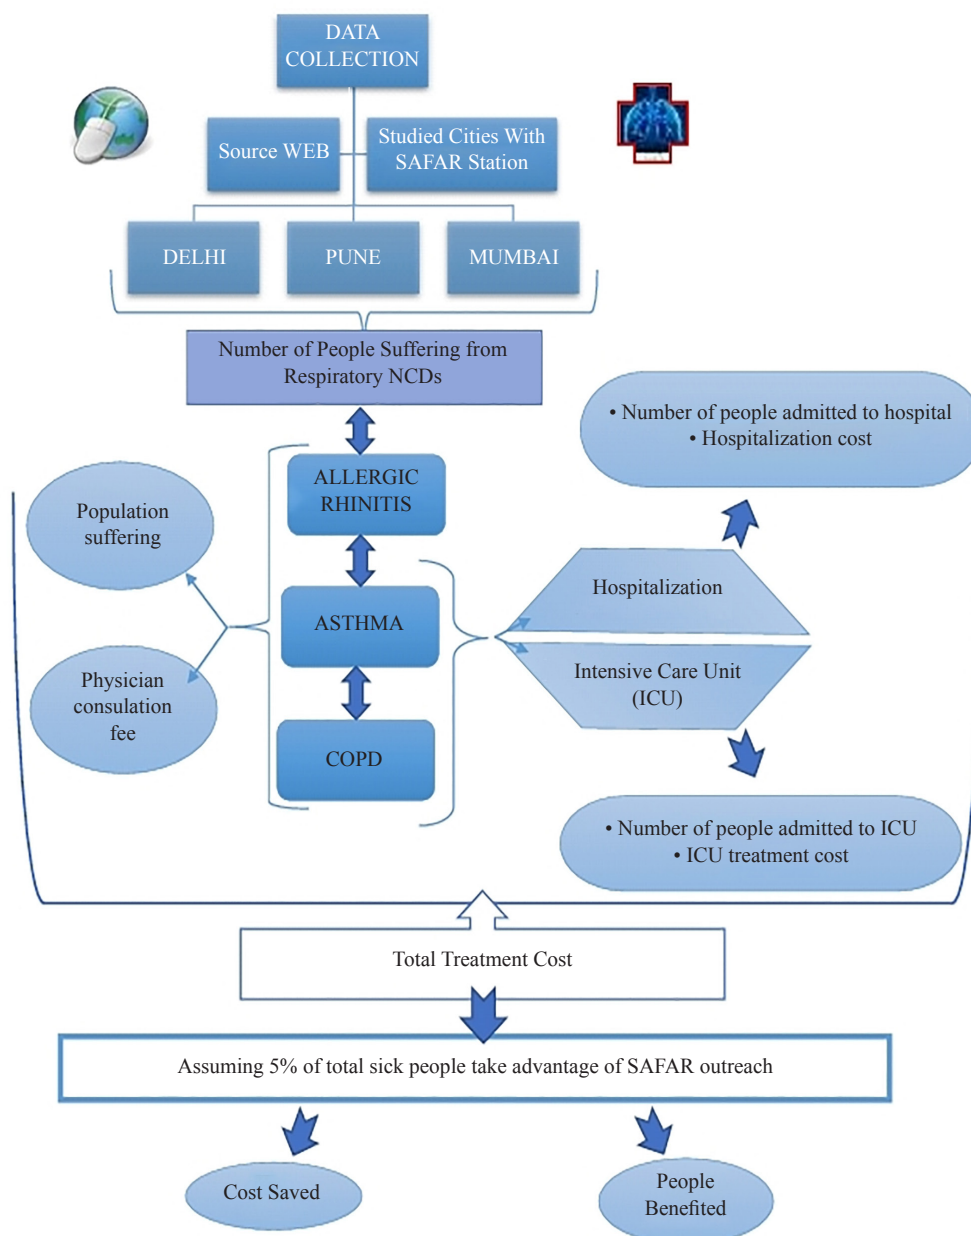 DATA
COLLECTION
Source WEB
Studied Cities With
SAFAR Station
DELHI
PUNE
MUMBAI
Number of People Suffering from
Respiratory NCDs
• Number of people admitted to hospital
• Hospitalization cost
ALLERGIC
RHINITIS
Population
suffering
Hospitalization
ASTHMA
Intensive Care Unit
(ICU)
Physician
consulation
fee
COPD
• Number of people admitted to ICU
• ICU treatment cost
Total Treatment Cost
Assuming 5% of total sick people take advantage of SAFAR outreach
Cost Saved
People
Benefited